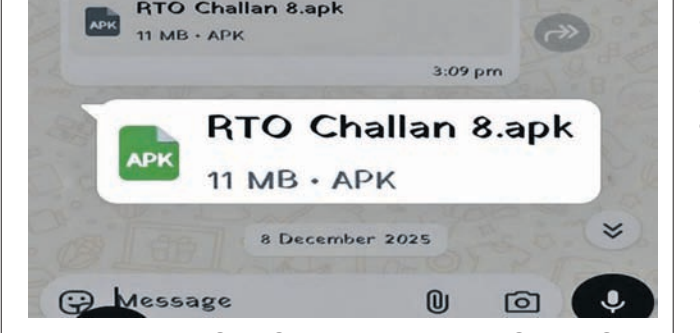 RTO Challan 8.apk
APK
11 MB • APK
3:09 pm
RTO Challan 8.apk
APK
11 MB • APK
8 December 2025
Message